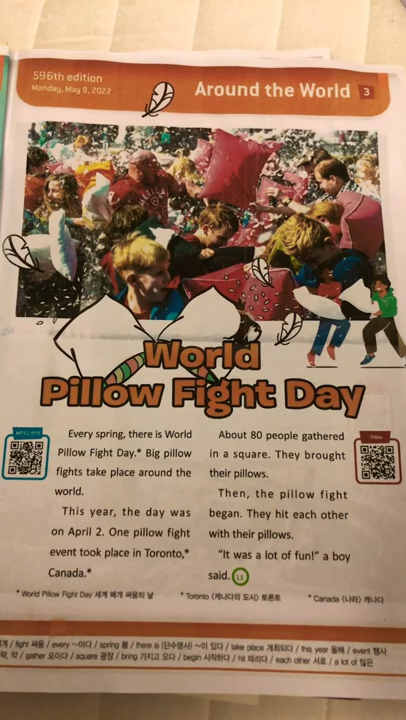 596th edition
Monday, May 9, 2022
Around the World 3
World
Pillow Fight Day
Every spring, there is World
Pillow Fight Day.* Big pillow
fights take place around the
world.
This year, the day was
on April 2. One pillow fight
event took place in Toronto,*
Canada.*
About 80 people gathered
in a square. They brought
their pillows.
Then, the pillow fight
began. They hit each other
with their pillows.
"It was a lot of fun!" a boy
said.
Video
* World Pillow Fight Day 세계 베개 싸움의 날 * Toronto 〈캐나다의 도시〉 토론토 * Canada 〈나라〉 캐나다
/ fight 싸움 / every ~마다 / spring 봄 / there is (단수명사) ~이 있다 / take place 개최되다 / this year 올해 / event 행사
약 / gather 모이다 / square 광장 / bring 가지고 오다 / begin 시작하다 / hit 때리다 / each other 서로 / a lot of 많은